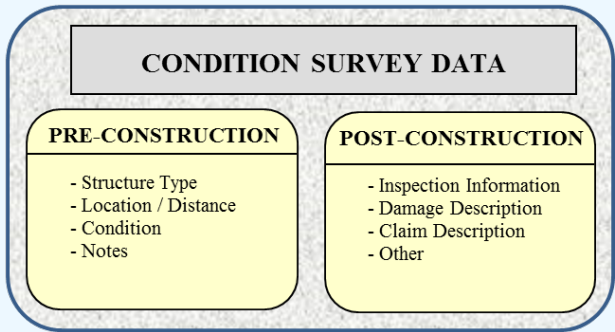 CONDITION SURVEY DATA
PRE-CONSTRUCTION
- Structure Type
- Location / Distance
- Condition
- Notes
POST-CONSTRUCTION
- Inspection Information
- Damage Description
- Claim Description
- Other